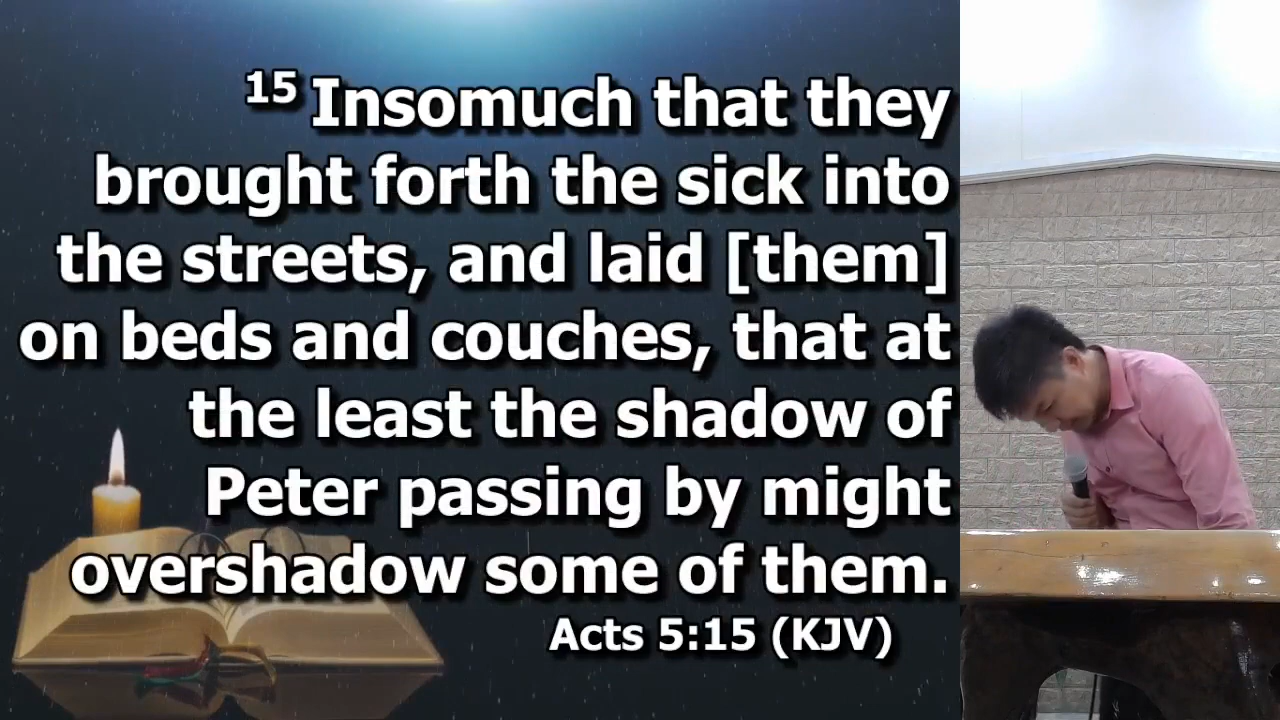 15 Insomuch that they
brought forth the sick into
the streets, and laid [them]
on beds and couches, that at
the least the shadow of
Peter passing by might
overshadow some of them.
Acts 5:15 (KJV)